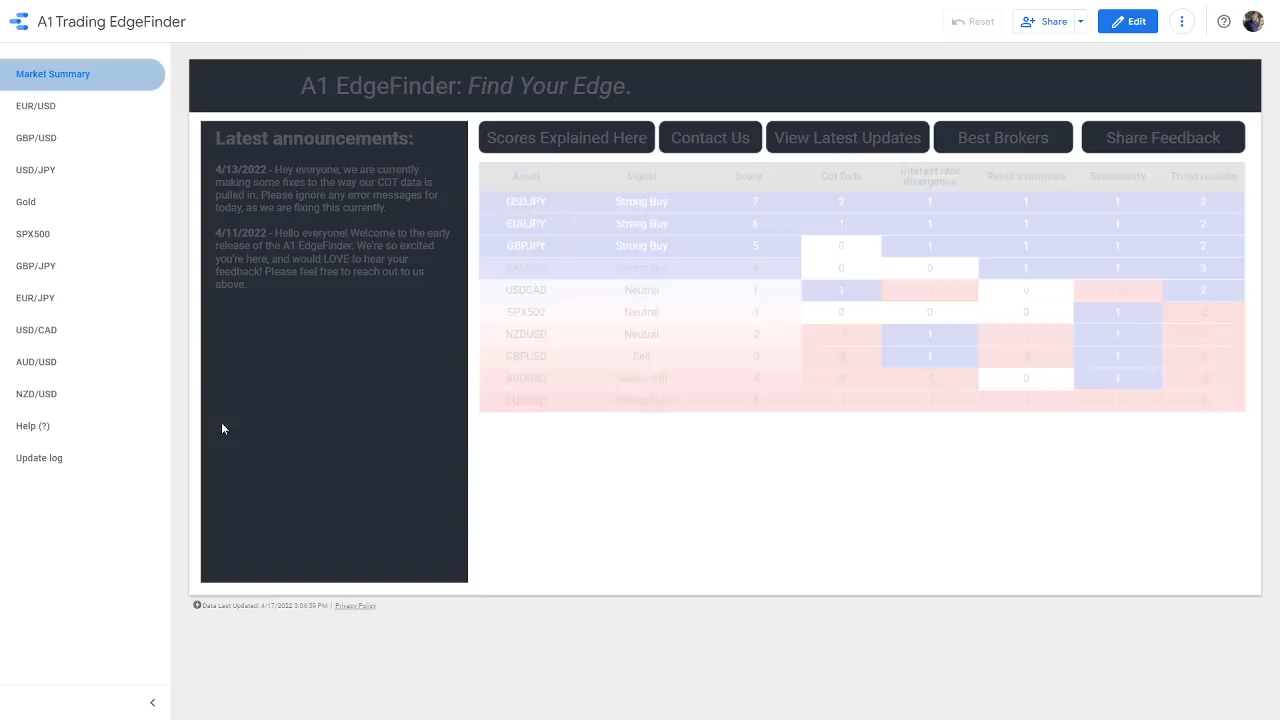 A1 Trading EdgeFinder
Reset
Share
Edit
Market Summary
EUR/USD
GBP/USD
USD/JPY
Gold
SPX500
GBP/JPY
EUR/JPY
USD/CAD
AUD/USD
NZD/USD
Help (?)
Update log
A1 EdgeFinder: Find Your Edge.
Latest announcements:
4/13/2022 - Hey everyone, we are currently
making some fixes to the way our COT data is
pulled in. Please ignore any error messages for
today, as we are fixing this currently.
4/11/2022 - Hello everyone! Welcome to the early
release of the A1 EdgeFinder. We're so excited
you're here, and would LOVE to hear your
feedback! Please feel free to reach out to us
above.
Scores Explained Here Contact Us View Latest Updates Best Brokers Share Feedback
Asset Signal Score Cot Data Interest rate divergence Retail sentiment Seasonality Trend reading
USDJPY Strong Buy 7 2 1 1 1 2
EURJPY Strong Buy 6 1 1 1 1 2
GBPJPY Strong Buy 5 0 1 1 1 2
0 0 1 1
USDCAD Neutral 1 1 0 2
SPX500 Neutral -1 0 0 0 1 -2
NZDUSD Neutral -2 1 1
GBPUSD Sell -3 -2 1 1
AUDUSD -4 0 1
Data Last Updated: 4/17/2022 3:04:59 PM | Privacy Policy